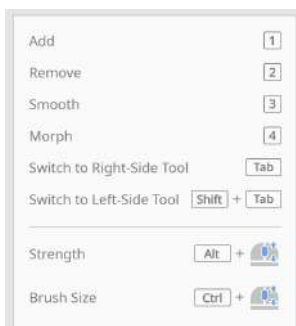 Add 1
Remove 2
Smooth 3
Morph 4
Switch to Right-Side Tool Tab
Switch to Left-Side Tool Shift + Tab
Strength Alt +
Brush Size Ctrl +